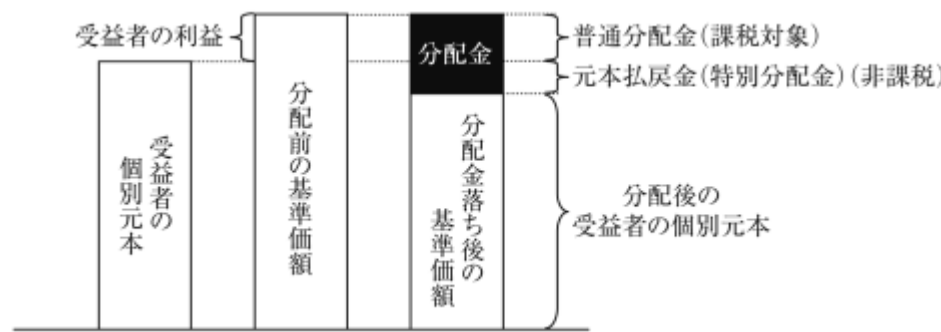 受益者の利益
受益者の
個別元本
分配前の基準価額
分配金
分配金落ち後の
基準価額
普通分配金(課税対象)
元本払戻金(特別分配金)(非課税)
分配後の
受益者の個別元本